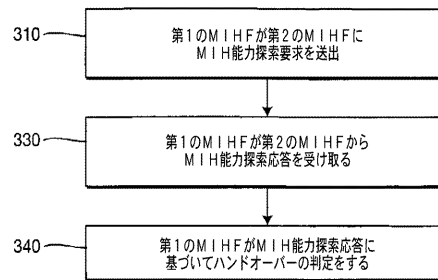 310
第1のMIHFが第2のMIHFに
MIH能力探索要求を送出
330
第1のMIHFが第2のMIHFから
MIH能力探索応答を受け取る
340
第1のMIHFがMIH能力探索応答に
基づいてハンドオーバーの判定をする